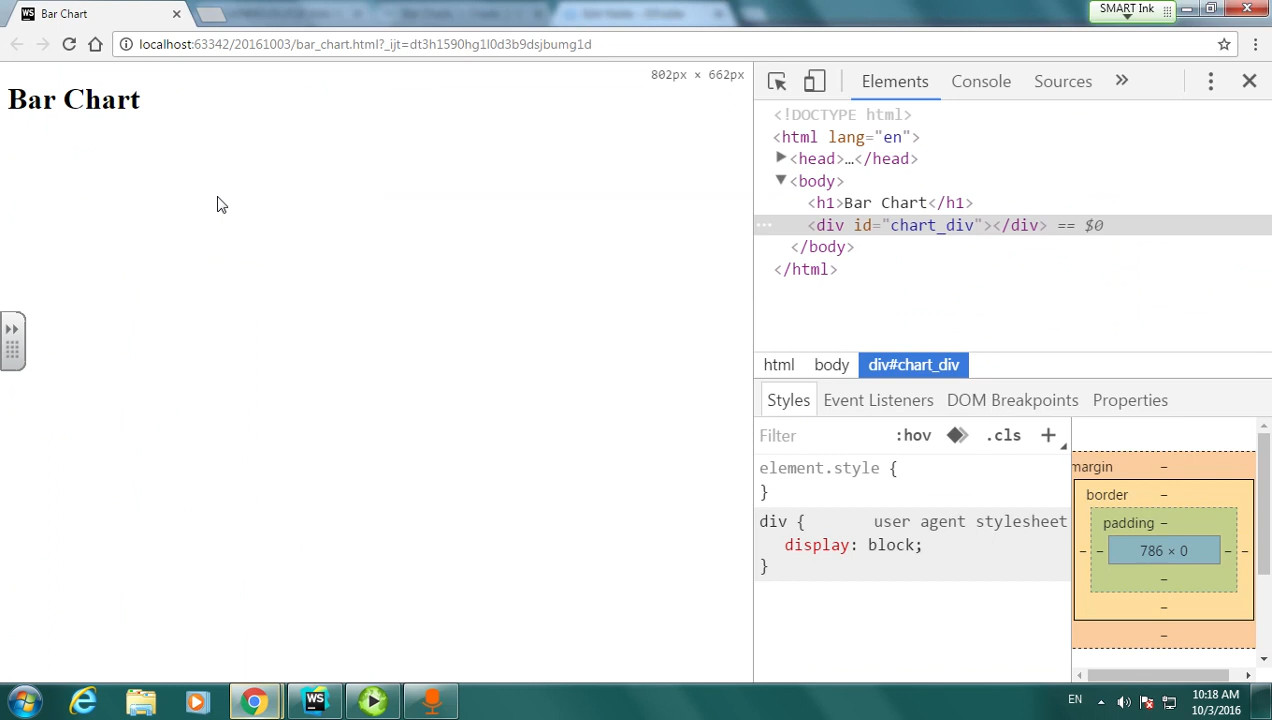 Bar Chart
SMART Ink
localhost:63342/20161003/bar_chart.html?_ijt=dt3h1590hg1l0d3b9dsjbumg1d
802px × 662px
Bar Chart
Elements Console Sources »
<!DOCTYPE html>
<html lang="en">
<head>…</head>
<body>
<h1>Bar Chart</h1>
<div id="chart_div"></div> == $0
</body>
</html>
html body div#chart_div
Styles Event Listeners DOM Breakpoints Properties
Filter :hov .cls +
element.style {
}
div { user agent stylesheet
display: block;
}
margin –
border –
padding –
– – 786 × 0 – –
–
–
–
WS
EN 10:18 AM
10/3/2016